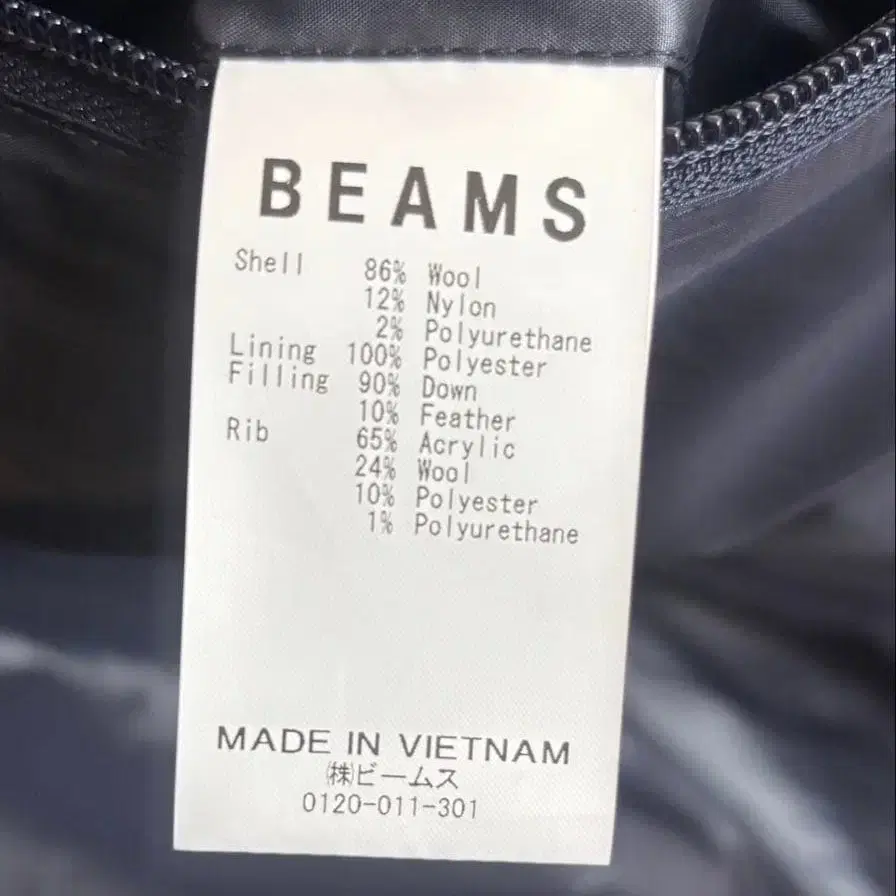 BEAMS
Shell 86% Wool
12% Nylon
2% Polyurethane
Lining 100% Polyester
Filling 90% Down
10% Feather
Rib 65% Acrylic
24% Wool
10% Polyester
1% Polyurethane
MADE IN VIETNAM
㈱ビームス
0120-011-301